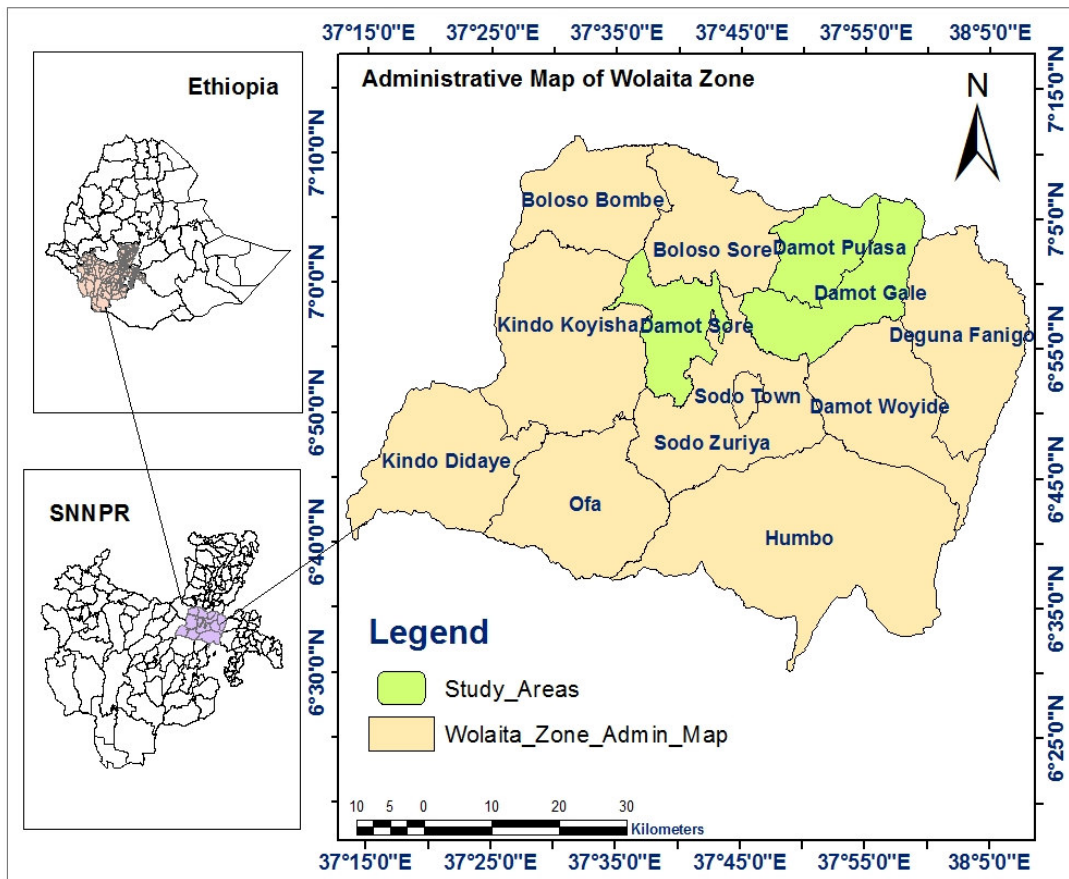 37°15'0"E 37°25'0"E 37°35'0"E 37°45'0"E 37°55'0"E 38°5'0"E
Ethiopia
SNNPR
Administrative Map of Wolaita Zone
N
7°10'0"N
7°5'0"N
7°0'0"N
6°55'0"N
6°50'0"N
6°45'0"N
6°40'0"N
6°35'0"N
6°30'0"N
6°25'0"N
7°15'0"N
Boloso Bombe
Boloso Sore
Damot Pulasa
Damot Gale
Kindo Koyisha
Damot Sore
Deguna Fanigo
Sodo Town
Damot Woyide
Kindo Didaye
Sodo Zuriya
Ofa
Humbo
Legend
Study_Areas
Wolaita_Zone_Admin_Map
10 5 0 10 20 30
Kilometers
37°15'0"E 37°25'0"E 37°35'0"E 37°45'0"E 37°55'0"E 38°5'0"E